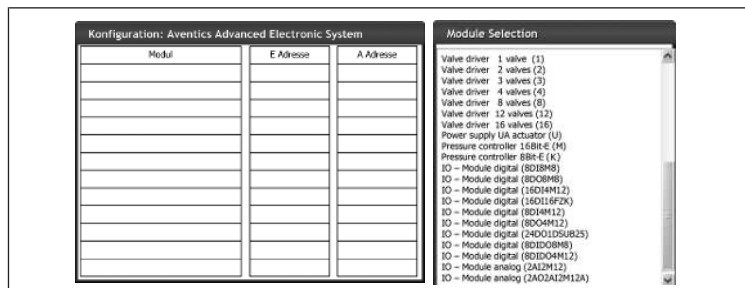 Konfiguration: Aventics Advanced Electronic System
Modul E Adresse A Adresse
Module Selection
Valve driver 1 valve (1)
Valve driver 2 valves (2)
Valve driver 3 valves (3)
Valve driver 4 valves (4)
Valve driver 8 valves (8)
Valve driver 12 valves (12)
Valve driver 16 valves (16)
Power supply UA actuator (U)
Pressure controller 16Bit-E (M)
Pressure controller 8Bit-E (K)
IO – Module digital (8DI8M8)
IO – Module digital (8DO8M8)
IO – Module digital (16DI4M12)
IO – Module digital (16DI16FZK)
IO – Module digital (8DI4M12)
IO – Module digital (8DO4M12)
IO – Module digital (24DO1DSUB25)
IO – Module digital (8DIDO8M8)
IO – Module digital (8DIDO4M12)
IO – Module analog (2AI2M12)
IO – Module analog (2AO2AI2M12A)